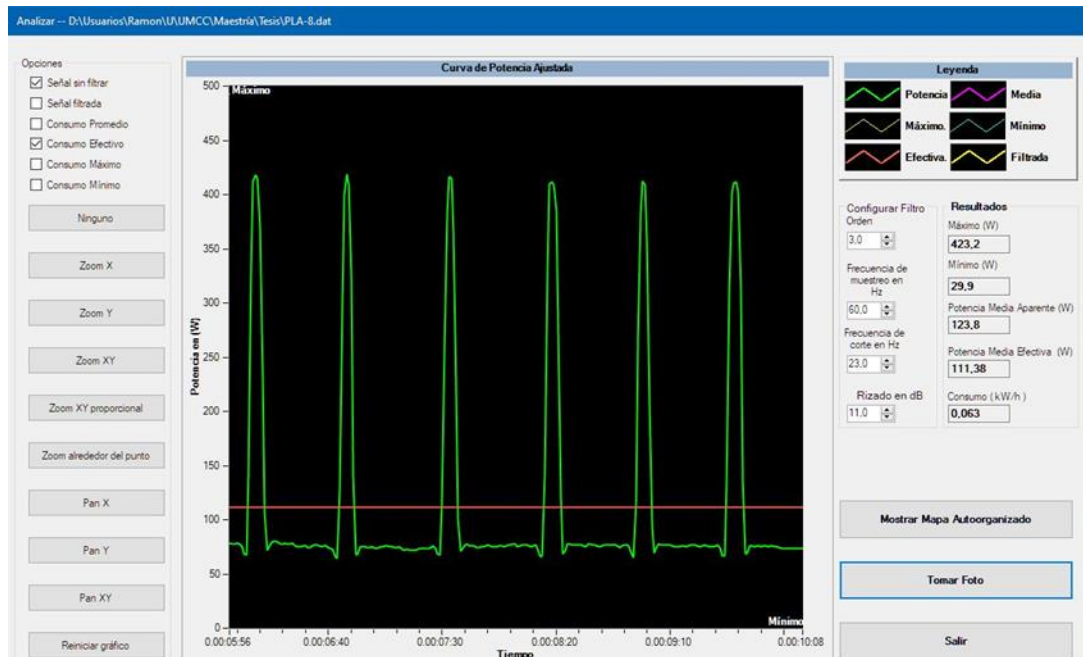 Analizar -- D:\Usuarios\Ramon\U\UMCC\Maestría\Tesis\PLA-8.dat
Opciones
Señal sin filtrar
Señal filtrada
Consumo Promedio
Consumo Efectivo
Consumo Máximo
Consumo Mínimo
Ninguno
Zoom X
Zoom Y
Zoom XY
Zoom XY proporcional
Zoom alrededor del punto
Pan X
Pan Y
Pan XY
Reiniciar gráfico
Curva de Potencia Ajustada
Máximo
500
450
400
350
300
250
200
150
100
50
0
Potencia en (W)
Mínimo
0.00:05:56
0.00:06:40
0.00:07:30
0.00:08:20
0.00:09:10
0.00:10:08
Tiempo
Leyenda
Potencia
Media
Máximo.
Mínimo
Efectiva.
Filtrada
Configurar Filtro
Orden
3,0
Frecuencia de
muestreo en
Hz
60,0
Frecuencia de
corte en Hz
23,0
Rizado en dB
11,0
Resultados
Máximo (W)
423,2
Mínimo (W)
29,9
Potencia Media Aparente (W)
123,8
Potencia Media Efectiva (W)
111,38
Consumo ( kW/h )
0,063
Mostrar Mapa Autoorganizado
Tomar Foto
Salir